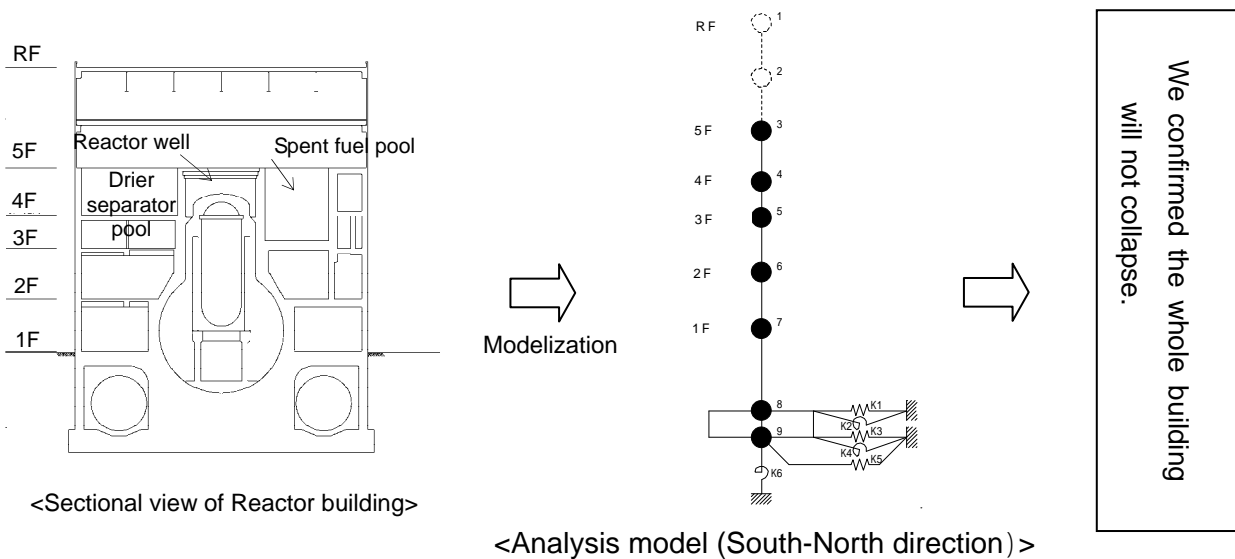 RF
5F
4F
3F
2F
1F
Reactor well
Spent fuel pool
Drier
separator
pool
<Sectional view of Reactor building>
Modelization
RF
1
2
5F
3
4F
4
3F
5
2F
6
1F
7
8
9
K1
K2
K3
K4
K5
K6
<Analysis model (South-North direction)>
We confirmed the whole building
will not collapse.